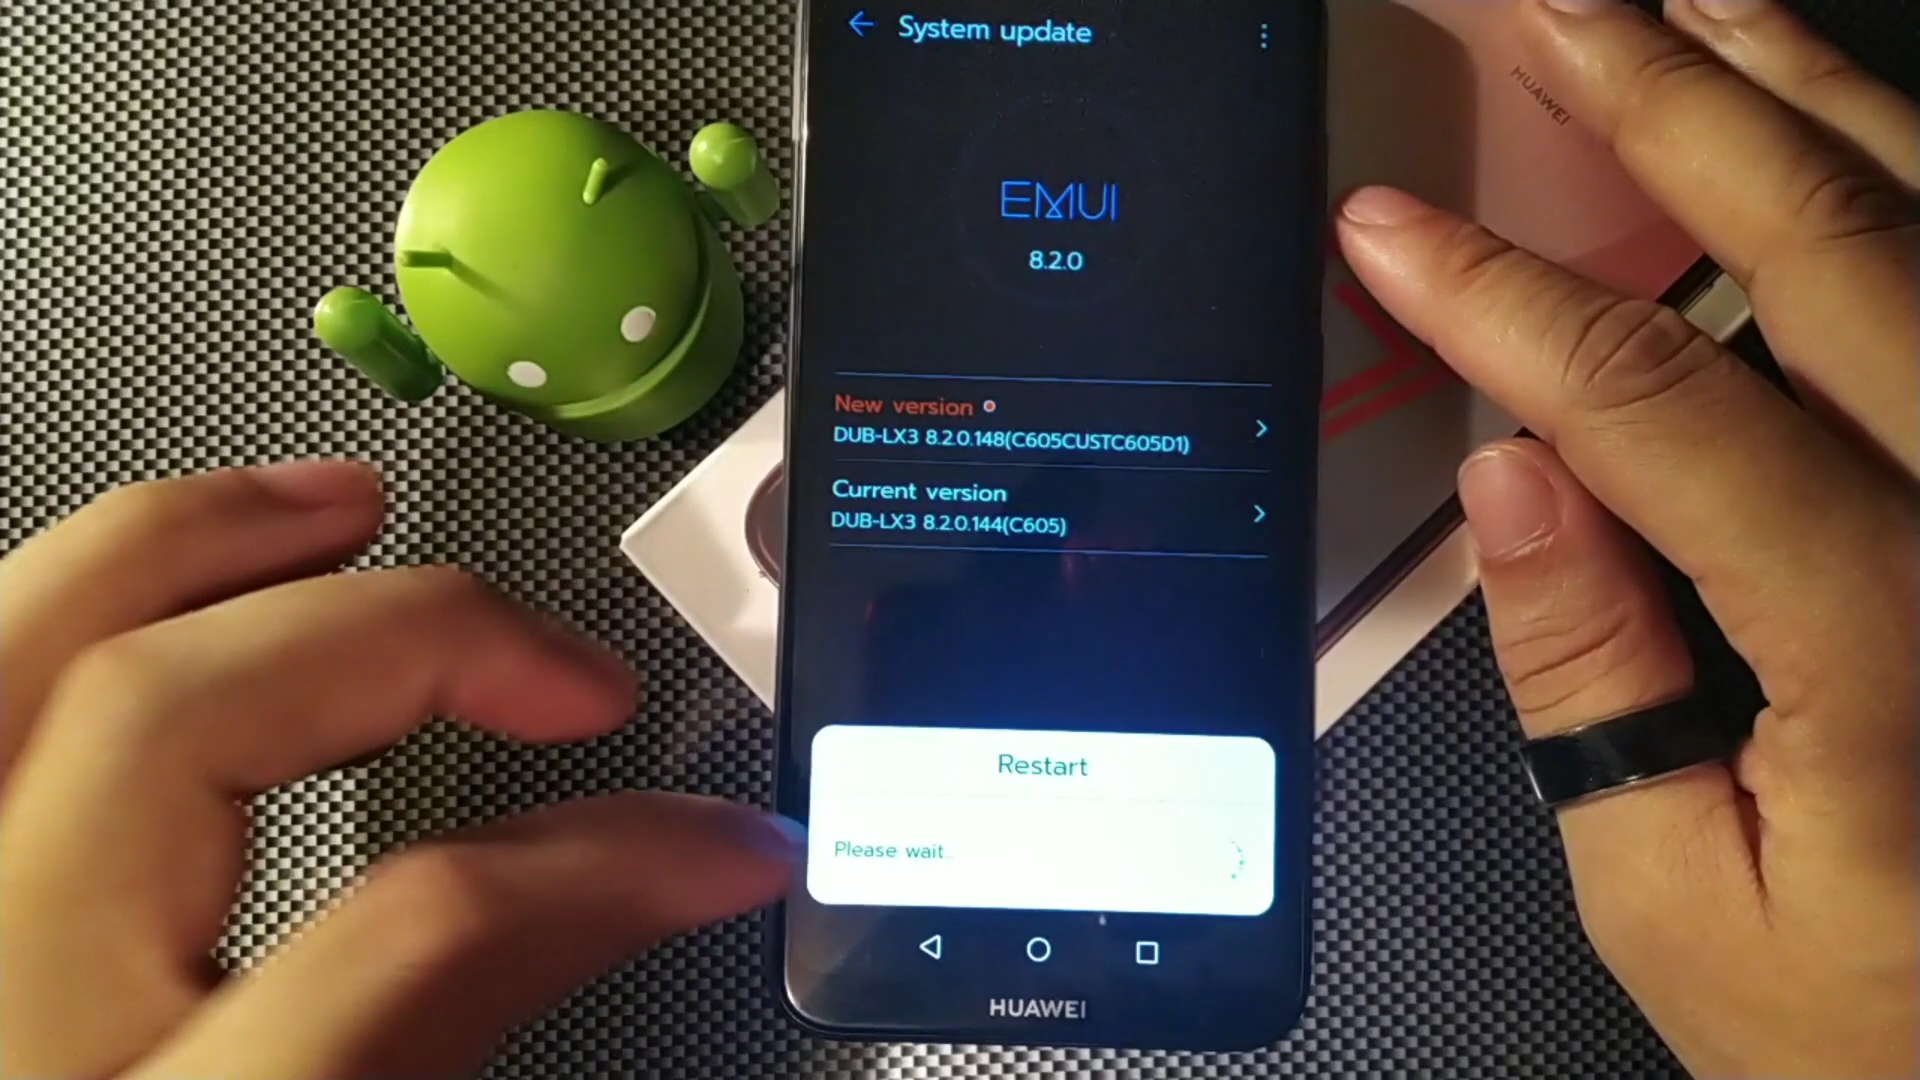 System update
HUAWEI
EMUI
8.2.0
New version
DUB-LX3 8.2.0.148(C605CUSTC605D1)
Current version
DUB-LX3 8.2.0.144(C605)
Restart
Please wait...
HUAWEI